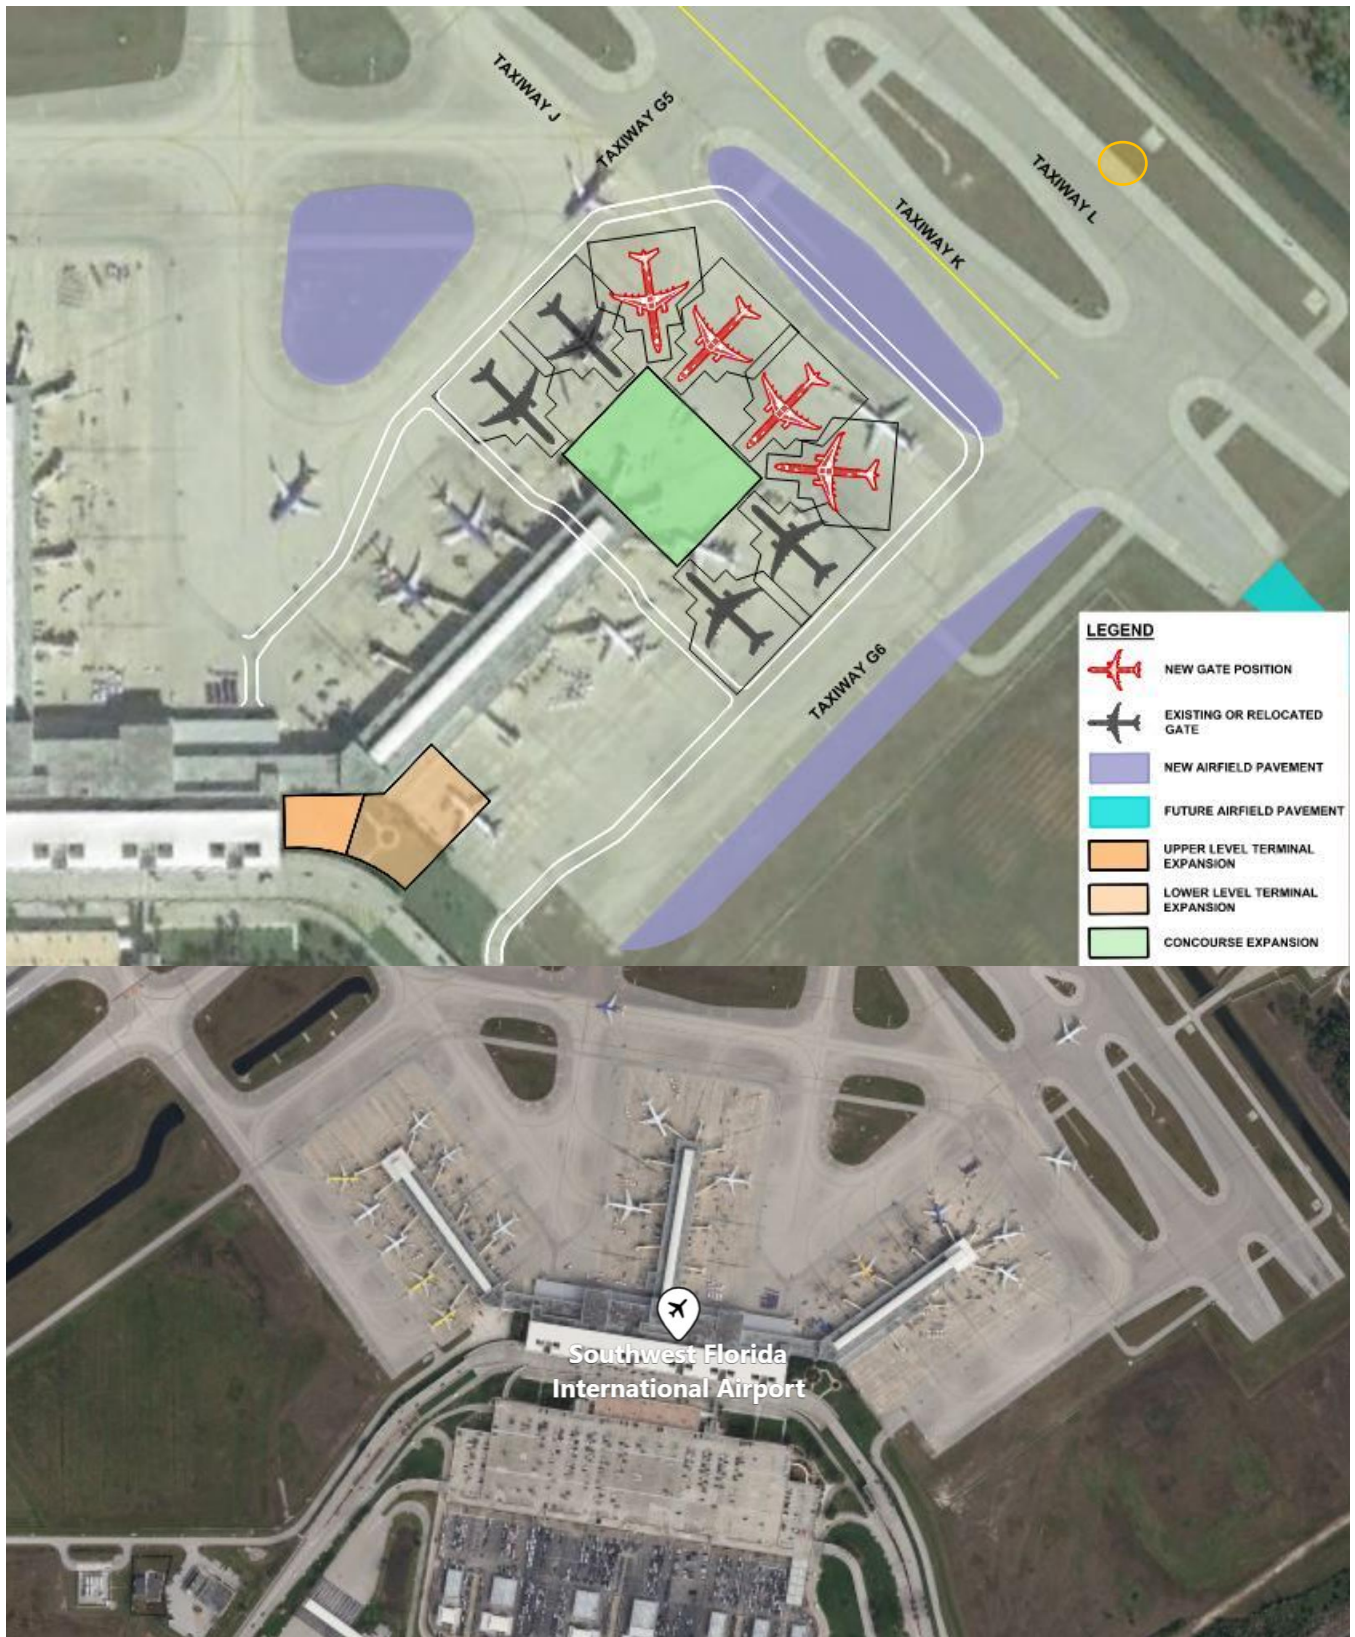 TAXIWAY J
TAXIWAY G5
TAXIWAY L
TAXIWAY K
TAXIWAY G6
LEGEND
NEW GATE POSITION
EXISTING OR RELOCATED
GATE
NEW AIRFIELD PAVEMENT
FUTURE AIRFIELD PAVEMENT
UPPER LEVEL TERMINAL
EXPANSION
LOWER LEVEL TERMINAL
EXPANSION
CONCOURSE EXPANSION
Southwest Florida
International Airport